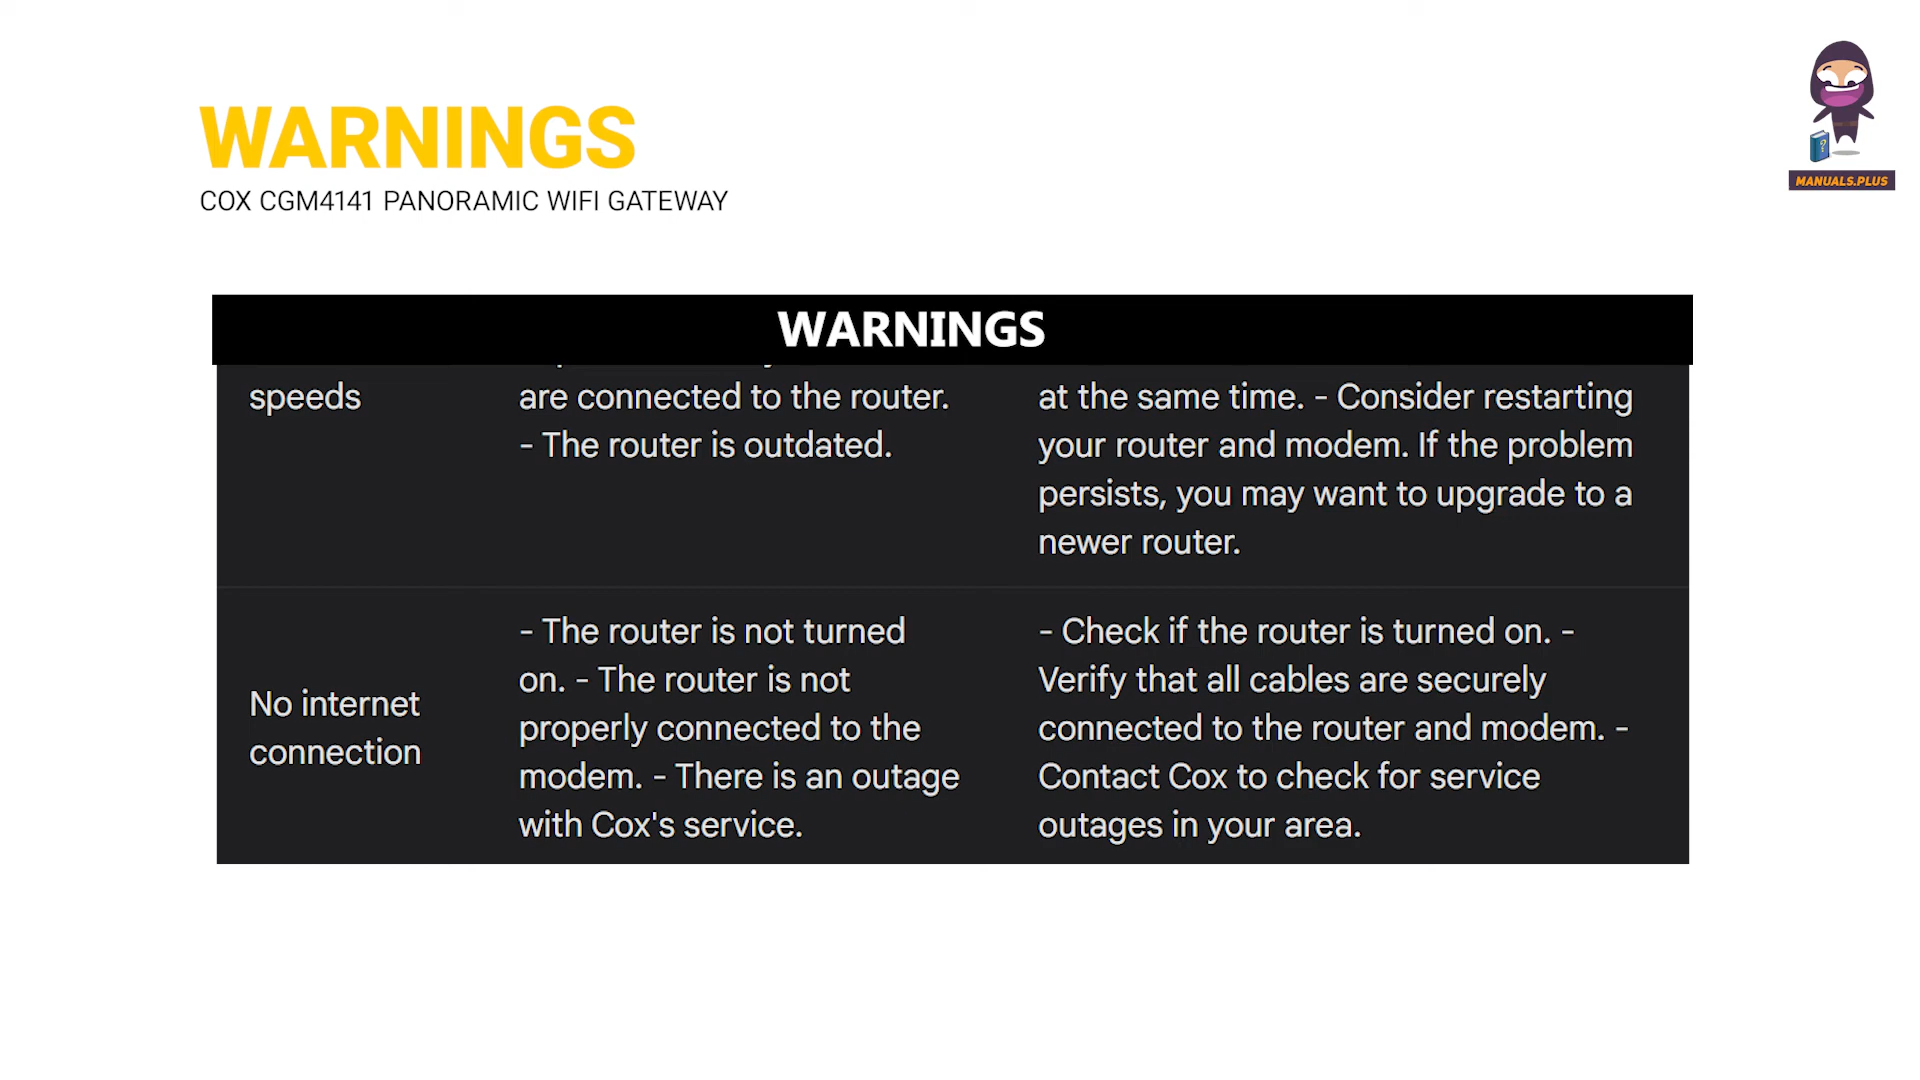 WARNINGS
COX CGM4141 PANORAMIC WIFI GATEWAY
MANUALS.PLUS
WARNINGS
speeds
are connected to the router.
- The router is outdated.
at the same time. - Consider restarting
your router and modem. If the problem
persists, you may want to upgrade to a
newer router.
No internet
connection
- The router is not turned
on. - The router is not
properly connected to the
modem. - There is an outage
with Cox's service.
- Check if the router is turned on. -
Verify that all cables are securely
connected to the router and modem. -
Contact Cox to check for service
outages in your area.